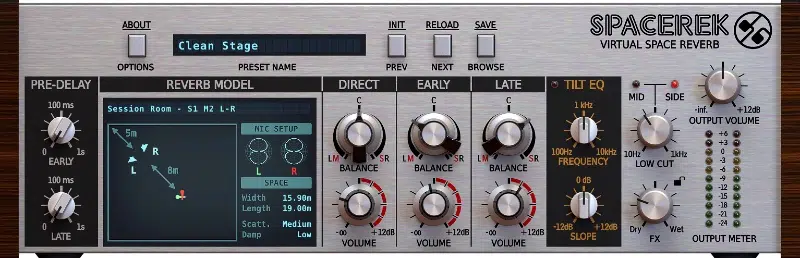 ABOUT
INIT
RELOAD
SAVE
SPACEREK
VIRTUAL SPACE REVERB
Clean Stage
OPTIONS
PRESET NAME
PREV
NEXT
BROWSE
PRE-DELAY
REVERB MODEL
DIRECT
EARLY
LATE
TILT EQ
MID
SIDE
-inf.
+12dB
OUTPUT VOLUME
100 ms
0
1s
EARLY
100 ms
0
1s
LATE
Session Room - S1 M2 L-R
5m
R
L
8m
MIC SETUP
L
R
SPACE
Width 15.90m
Length 19.00m
Scatt. Medium
Damp Low
C
LM
SR
BALANCE
-oo
+12dB
VOLUME
C
LM
SR
BALANCE
-oo
+12dB
VOLUME
C
LM
SR
BALANCE
-oo
+12dB
VOLUME
1 kHz
100Hz
10kHz
FREQUENCY
0 dB
-12dB
+12dB
SLOPE
10Hz
1kHz
LOW CUT
Dry
Wet
FX
+6
+3
0
-3
-6
-9
-12
-15
-18
-21
-24
OUTPUT METER